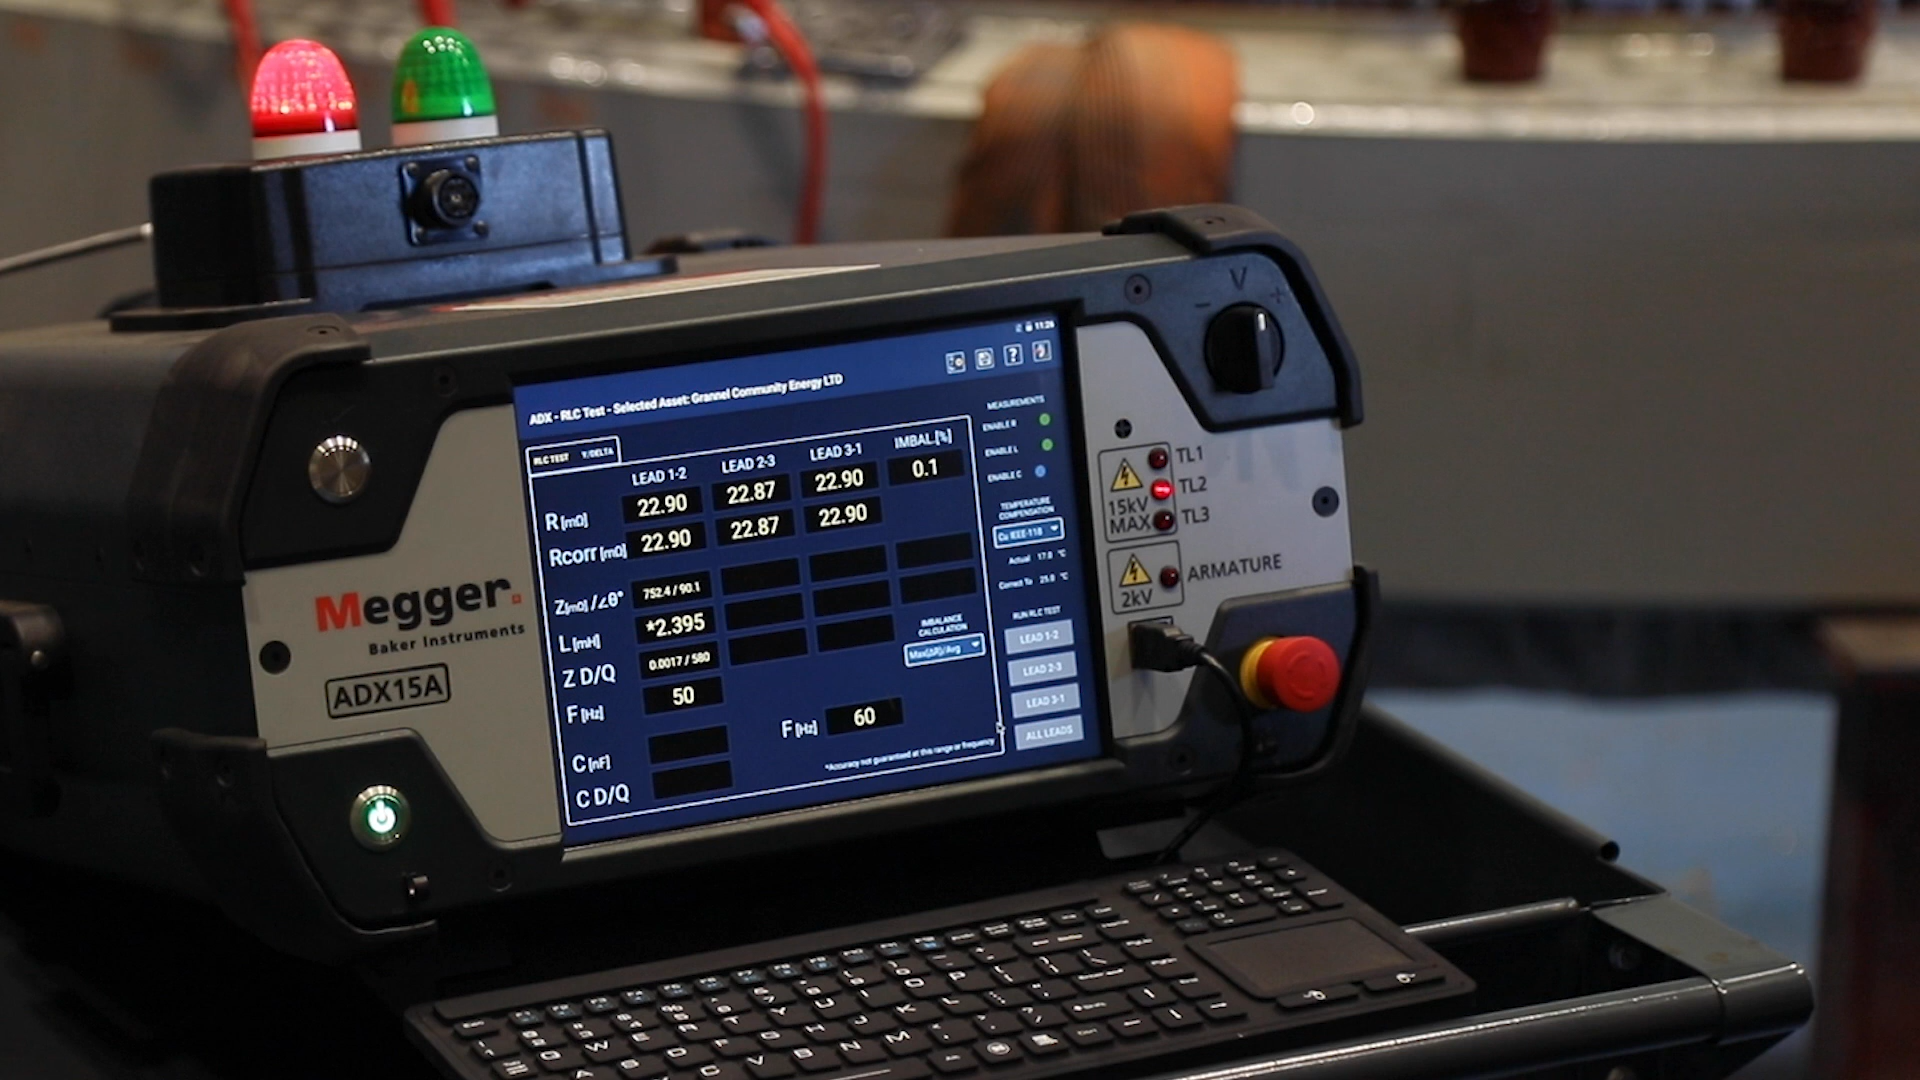 11:26
ADX - RLC Test - Selected Asset: Grannel Community Energy LTD
RLC TEST Y/DELTA
LEAD 1-2 LEAD 2-3 LEAD 3-1 IMBAL.[%]
R [mΩ] 22.90 22.87 22.90 0.1
Rcorr [mΩ] 22.90 22.87 22.90
Z[mΩ] /∠θ° 752.4 / 90.1
L [mH] *2.395
Z D/Q 0.0017 / 580
F [Hz] 50
F [Hz] 60
C [nF]
C D/Q
*Accuracy not guaranteed at this range or frequency
IMBALANCE
CALCULATION
Max(ΔR)/Avg
MEASUREMENTS
ENABLE R
ENABLE L
ENABLE C
TEMPERATURE
COMPENSATION
Cu IEEE-118
Actual 17.0 °C
Correct To 25.0 °C
RUN RLC TEST
LEAD 1-2
LEAD 2-3
LEAD 3-1
ALL LEADS
Megger.
Baker Instruments
ADX15A
- V +
TL1
TL2
TL3
15kV
MAX
ARMATURE
2kV